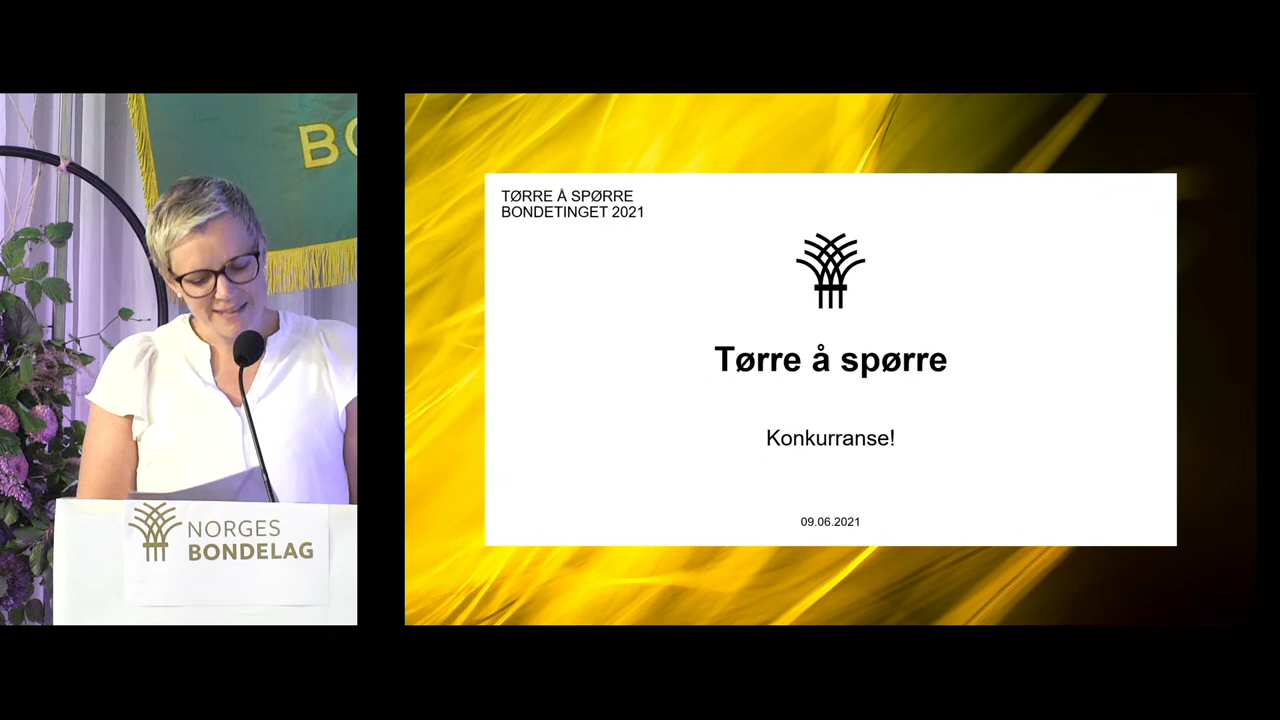 BO
NORGES
BONDELAG
TØRRE Å SPØRRE
BONDETINGET 2021
Tørre å spørre
Konkurranse!
09.06.2021